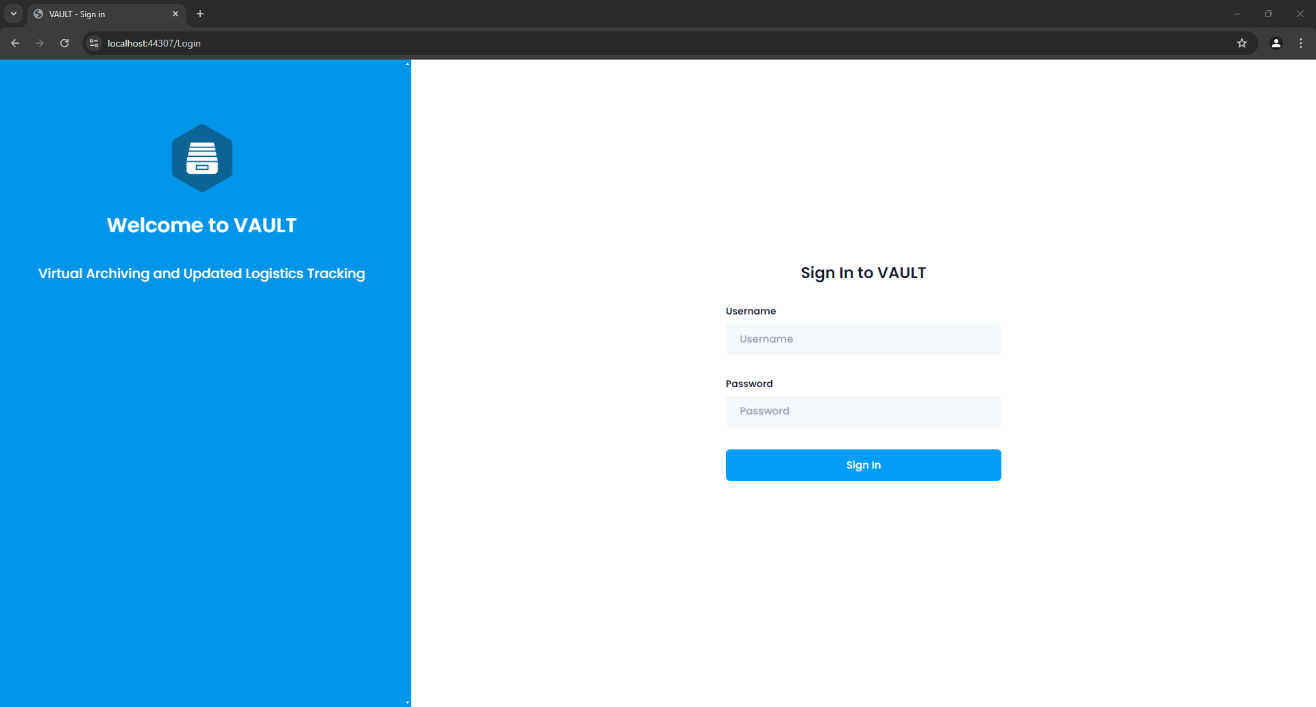 VAULT - Sign in
localhost:44307/Login
Welcome to VAULT
Virtual Archiving and Updated Logistics Tracking
Sign In to VAULT
Username
Username
Password
Password
Sign In